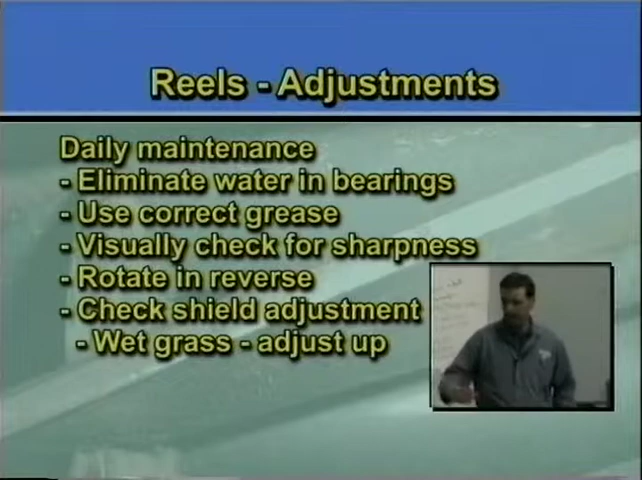 Reels - Adjustments
Daily maintenance
- Eliminate water in bearings
- Use correct grease
- Visually check for sharpness
- Rotate in reverse
- Check shield adjustment
- Wet grass - adjust up